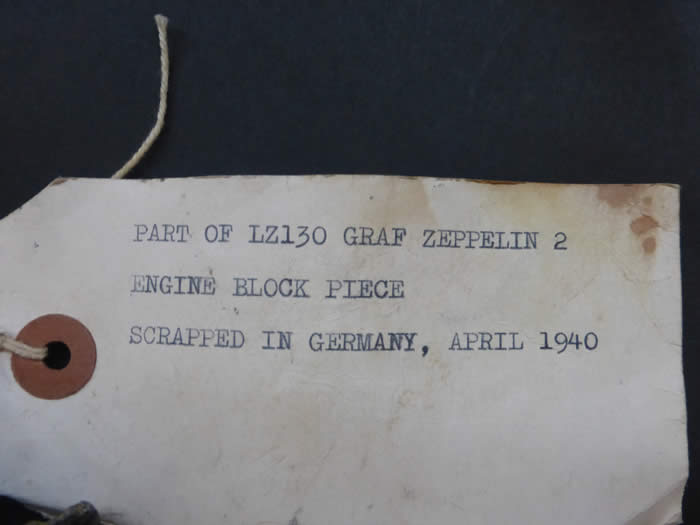 PART OF LZ130 GRAF ZEPPELIN 2
ENGINE BLOCK PIECE
SCRAPPED IN GERMANY, APRIL 1940